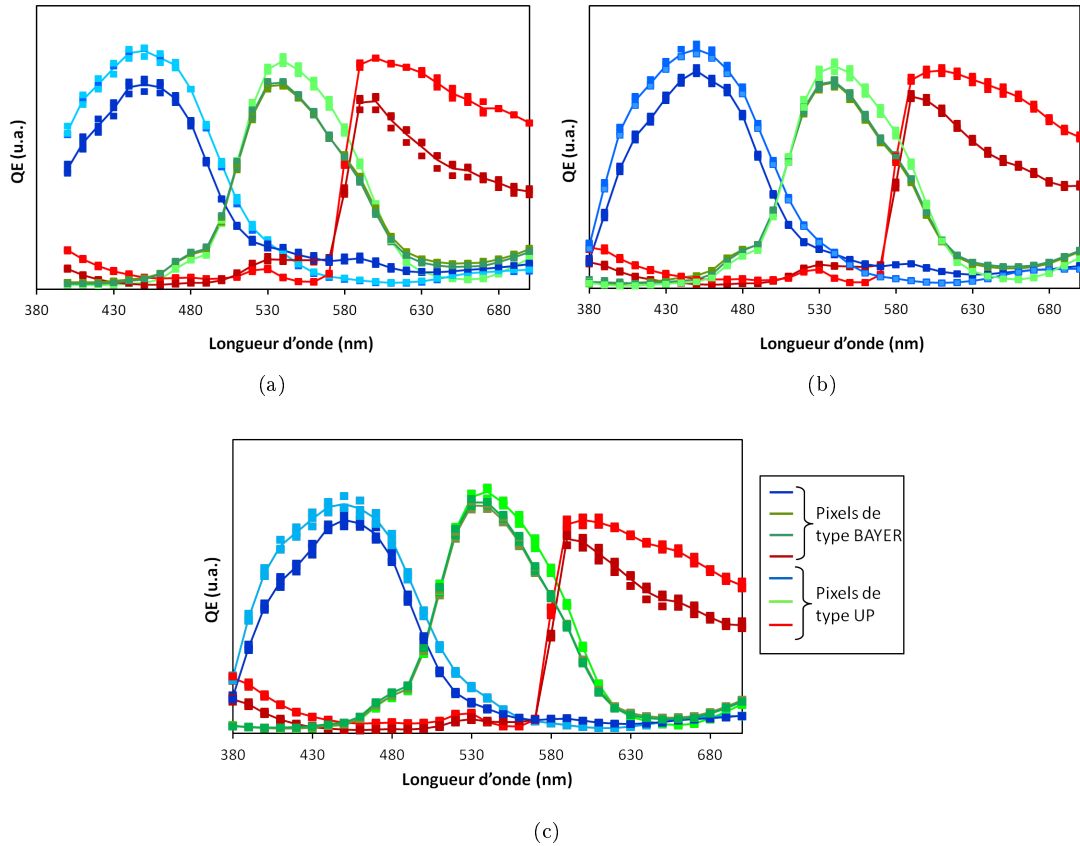 QE (u.a.)
380 430 480 530 580 630 680
Longueur d'onde (nm)
(a)
QE (u.a.)
380 430 480 530 580 630 680
Longueur d'onde (nm)
(b)
QE (u.a.)
380 430 480 530 580 630 680
Longueur d'onde (nm)
(c)
Pixels de
type BAYER
Pixels de
type UP